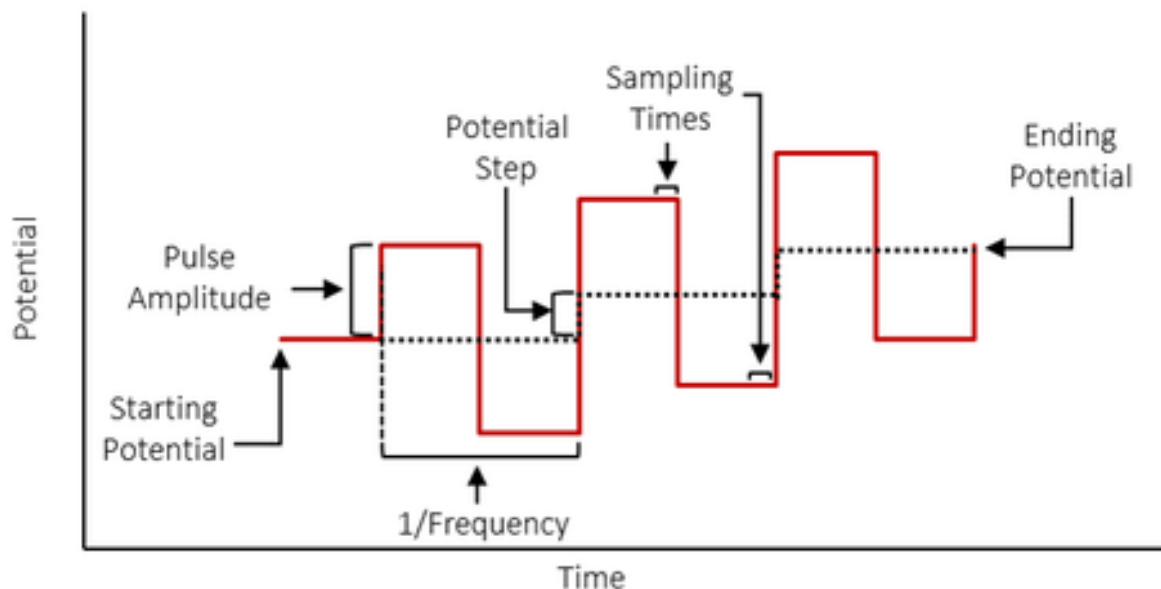 Sampling
Times
Potential
Step
Ending
Potential
Pulse
Amplitude
Potential
Starting
Potential
1/Frequency
Time